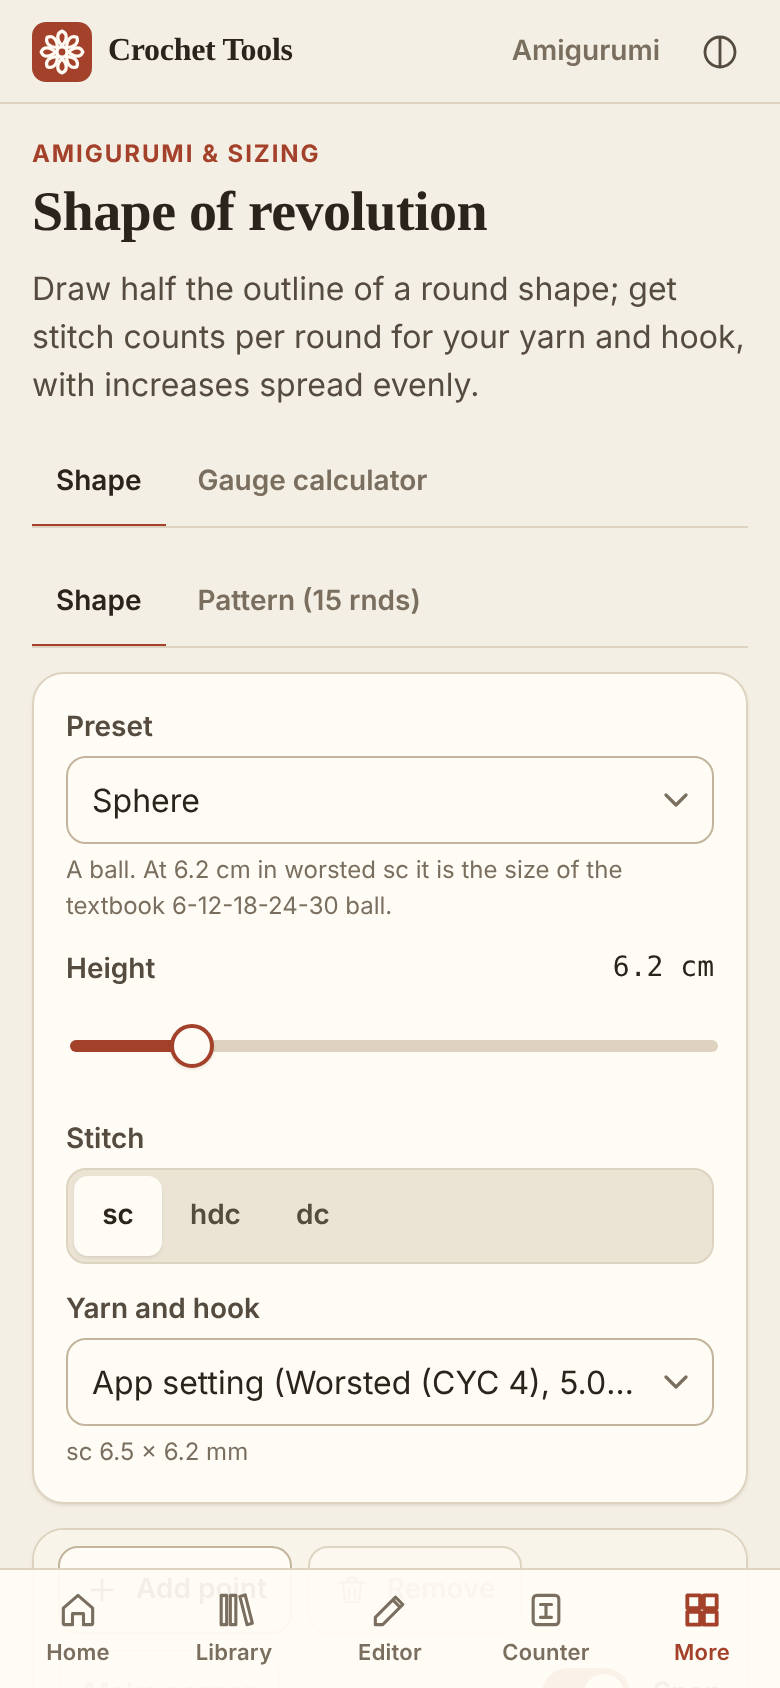 Crochet Tools
Amigurumi
AMIGURUMI & SIZING
Shape of revolution
Draw half the outline of a round shape; get
stitch counts per round for your yarn and hook,
with increases spread evenly.
Shape
Gauge calculator
Shape
Pattern (15 rnds)
Preset
Sphere
A ball. At 6.2 cm in worsted sc it is the size of the
textbook 6-12-18-24-30 ball.
Height
6.2 cm
Stitch
sc
hdc
dc
Yarn and hook
App setting (Worsted (CYC 4), 5.0...
sc 6.5 × 6.2 mm
Add point
Remove
Home
Library
Editor
Counter
More